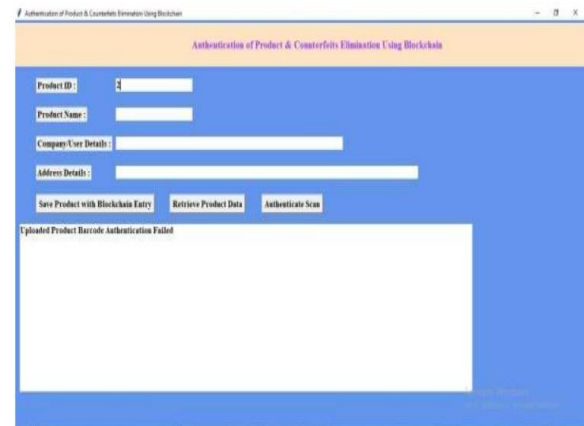 Authentication of Product & Counterfeits Elimination Using Blockchain
Authentication of Product & Counterfeits Elimination Using Blockchain
Product ID : 2
Product Name :
Company/User Details :
Address Details :
Save Product with Blockchain Entry Retrieve Product Data Authenticate Scan
Uploaded Product Barcode Authentication Failed